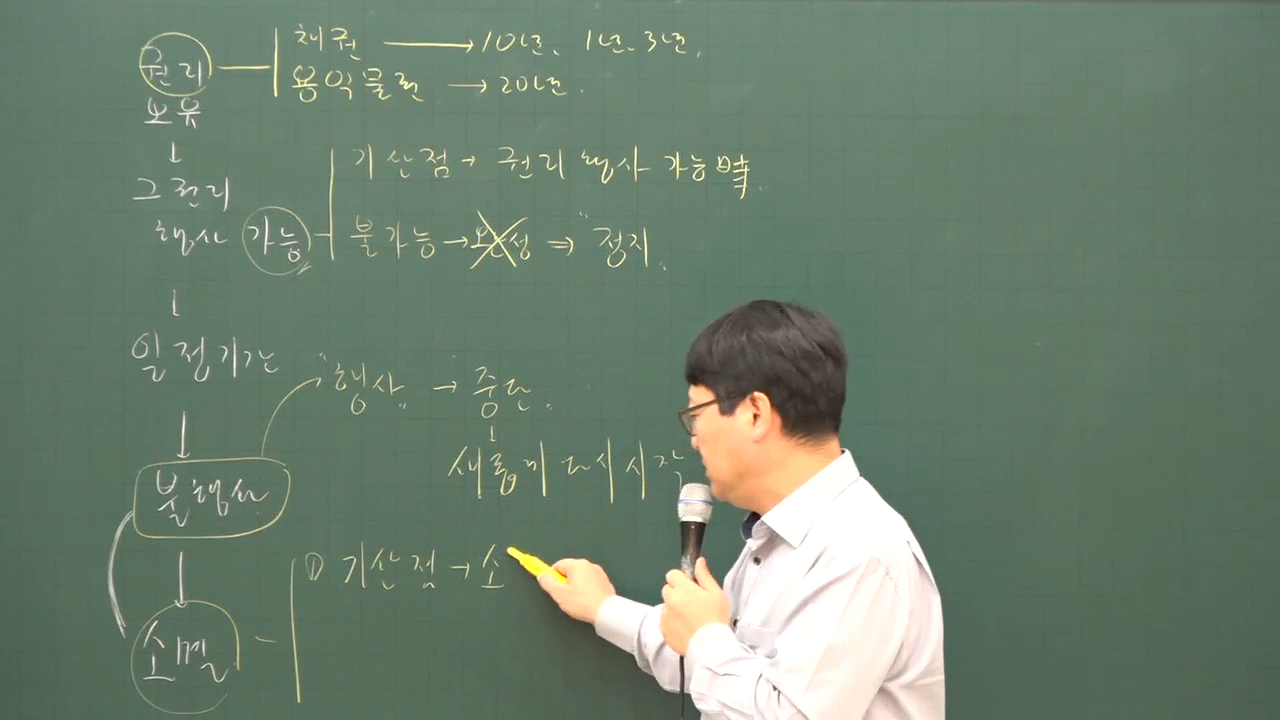 권리 채권 → 10년, 1년, 3년.
용익물권 → 20년.
보유
↓
그 권리
기산점 → 권리 행사 가능 때.
행사 가능
불가능 → 완성 ⇒ "정지.
↓
일정기간
"행사" → 중단.
↓
새롭게 다시 시작
↓
불행사
↓
① 기산점 → 소
소멸